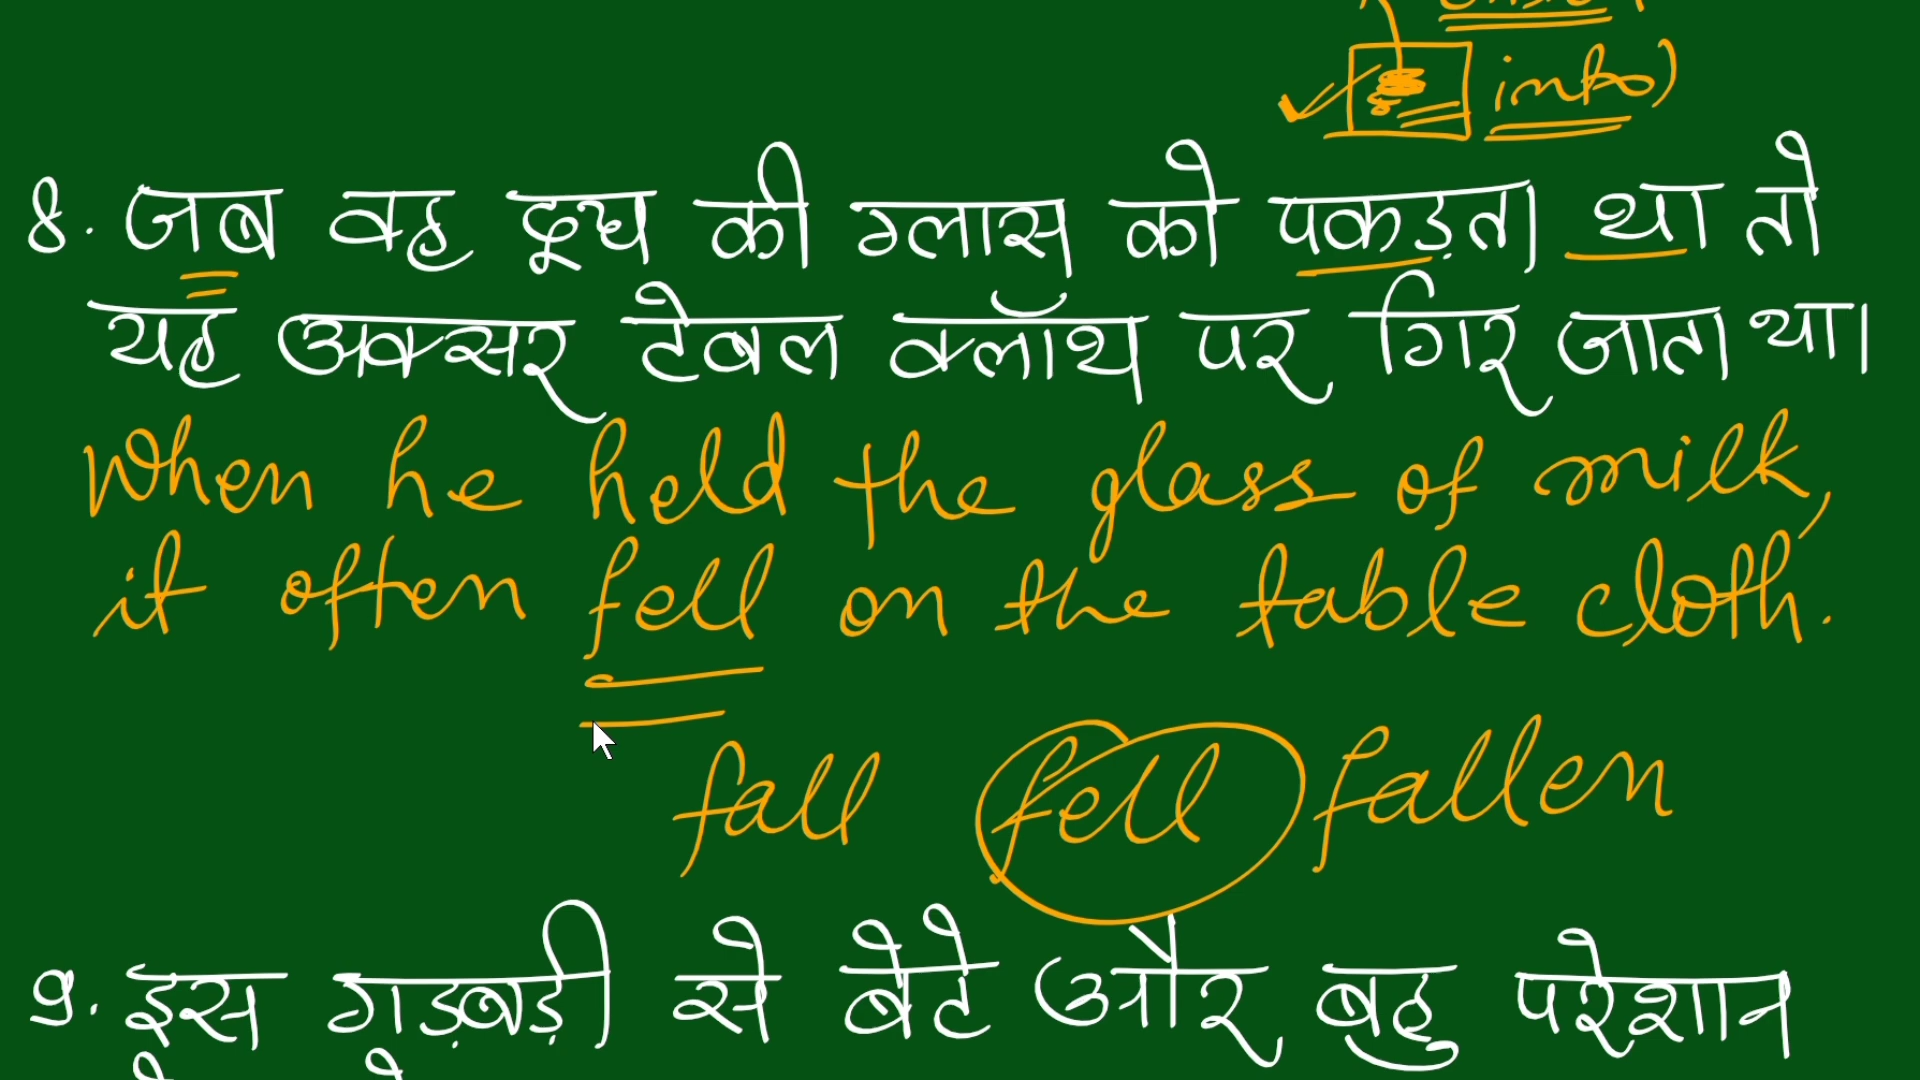 into)
8. जब वह दूध की ग्लास को पकड़ता था तो
यह अक्सर टेबल क्लॉथ पर गिर जाता था।
When he held the glass of milk,
it often fell on the table cloth.
fall fell fallen
9. इस गड़बड़ी से बेटे और बहु परेशान